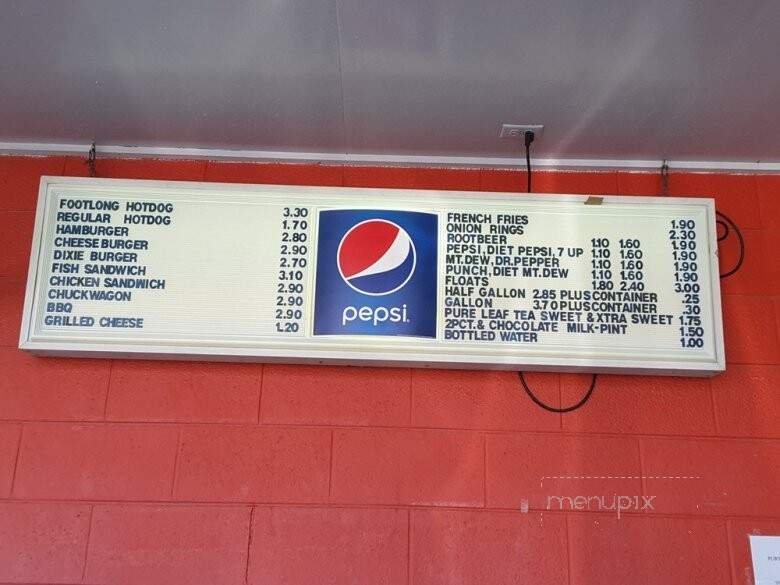 FOOTLONG HOTDOG 3.30
REGULAR HOTDOG 1.70
HAMBURGER 2.80
CHEESEBURGER 2.90
DIXIE BURGER 2.70
FISH SANDWICH 3.10
CHICKEN SANDWICH 2.90
CHUCKWAGON 2.90
BBQ 2.90
GRILLED CHEESE 1.20
pepsi
FRENCH FRIES 1.90
ONION RINGS 2.30
ROOTBEER 1.10 1.60 1.90
PEPSI, DIET PEPSI, 7 UP 1.10 1.60 1.90
MT.DEW, DR.PEPPER 1.10 1.60 1.90
PUNCH, DIET MT.DEW 1.10 1.60 1.90
FLOATS 1.80 2.40 3.00
HALF GALLON 2.85 PLUS CONTAINER .25
GALLON 3.70 PLUS CONTAINER .30
PURE LEAF TEA SWEET & XTRA SWEET 1.75
2PCT. & CHOCOLATE MILK-PINT 1.50
BOTTLED WATER 1.00
menupix